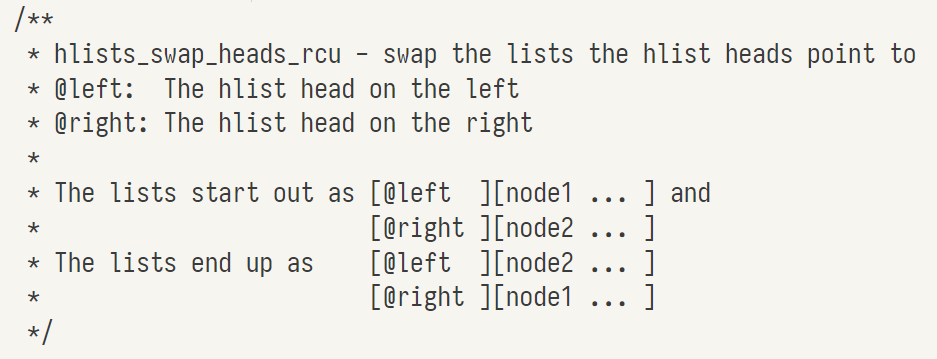 /**
 * hlists_swap_heads_rcu - swap the lists the hlist heads point to
 * @left:  The hlist head on the left
 * @right: The hlist head on the right
 *
 * The lists start out as [@left  ][node1 ... ] and
 *                        [@right ][node2 ... ]
 * The lists end up as    [@left  ][node2 ... ]
 *                        [@right ][node1 ... ]
 */